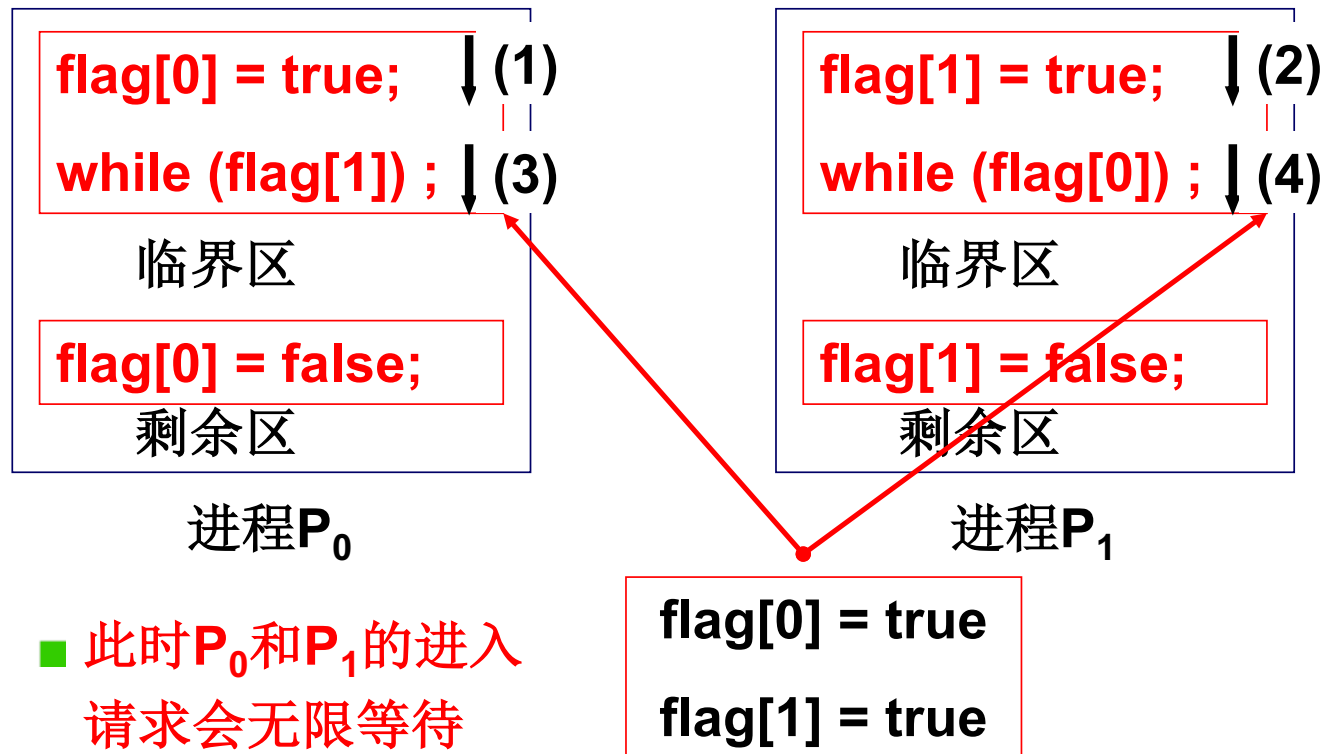 flag[0] = true; (1)
while (flag[1]) ; (3)
临界区
flag[0] = false;
剩余区
进程P0
flag[1] = true; (2)
while (flag[0]) ; (4)
临界区
flag[1] = false;
剩余区
进程P1
此时P0和P1的进入
请求会无限等待
flag[0] = true
flag[1] = true